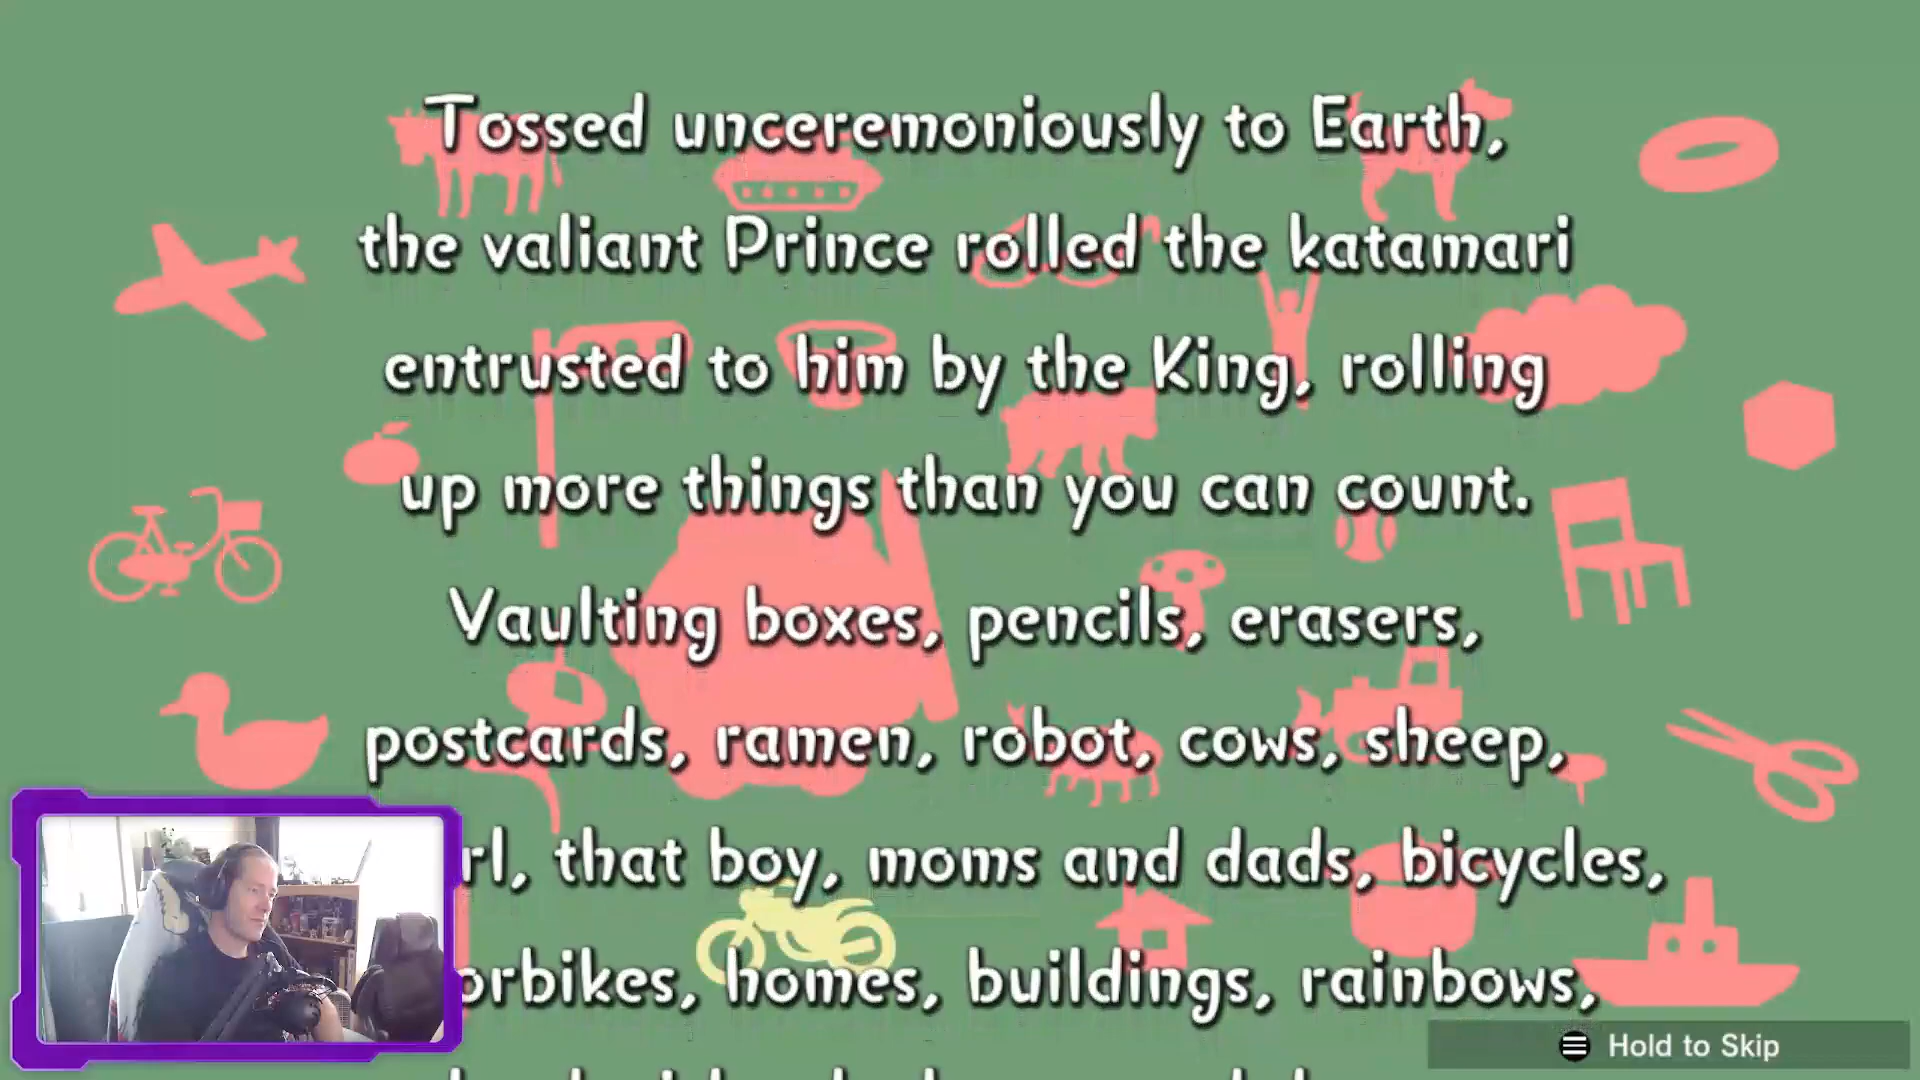 Tossed unceremoniously to Earth,
the valiant Prince rolled the katamari
entrusted to him by the King, rolling
up more things than you can count.
Vaulting boxes, pencils, erasers,
postcards, ramen, robot, cows, sheep,
that boy, moms and dads, bicycles,
homes, buildings, rainbows,
Hold to Skip